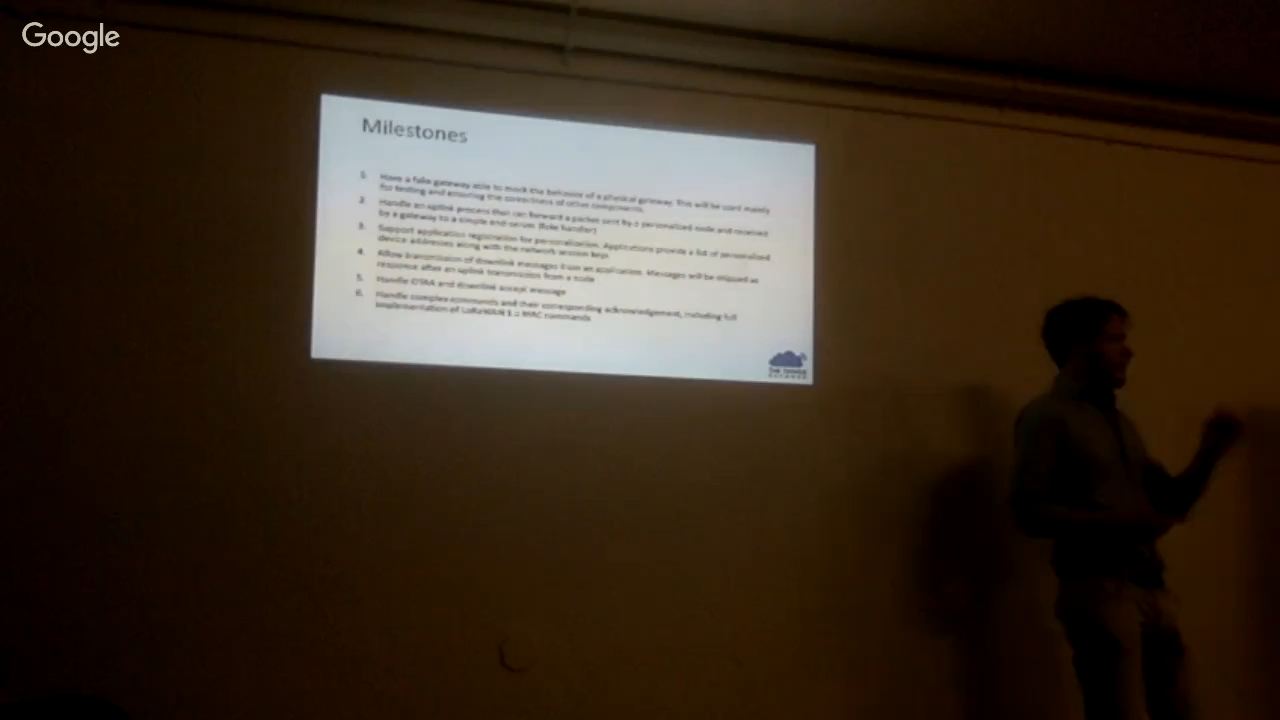 Google
Milestones
1. Have a fake gateway able to mock the behavior of a physical gateway. This will be used mainly
for testing and ensuring the correctness of other components.
2. Handle an uplink process that can forward a packet sent by a personalized node and received
by a gateway to a simple end-server (fake handler)
3. Support application registration for personalization. Applications provide a list of personalized
device addresses along with the network session keys
4. Allow transmission of downlink messages from an application. Messages will be shipped as
response after an uplink transmission from a node
5. Handle OTAA and downlink accept message
6. Handle complex commands and their corresponding acknowledgement, including full
implementation of LoRaWAN MAC commands
THE THINGS
NETWORK